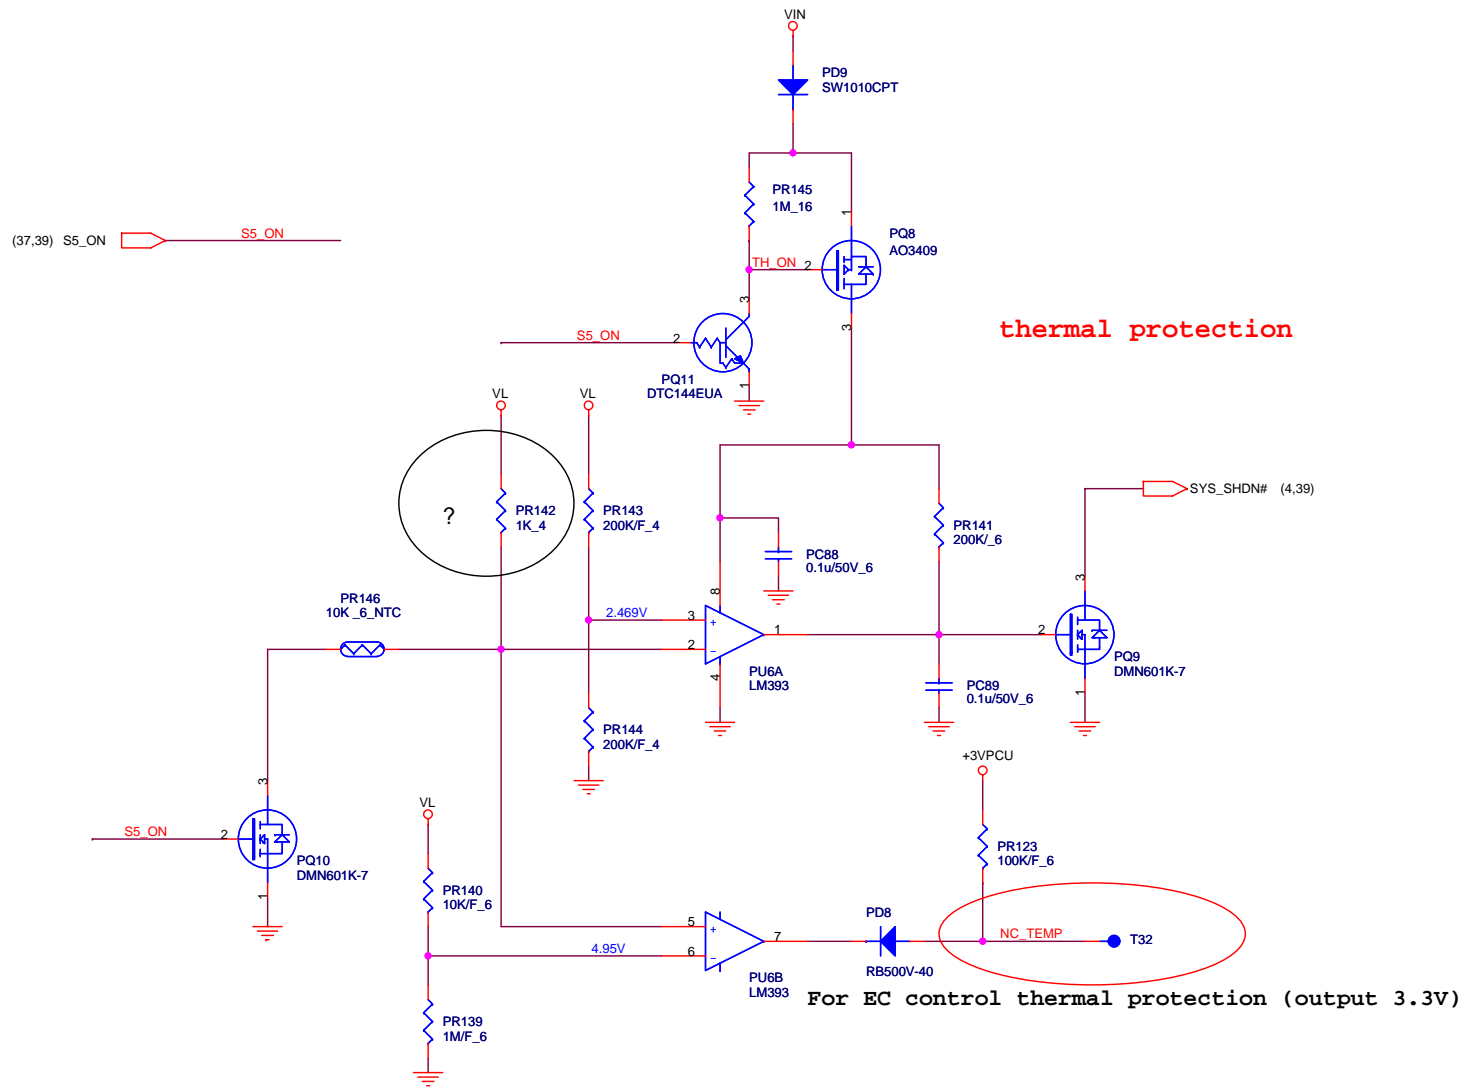 VIN
PD9
SW1010CPT
PR145
1M_16
1
(37,39) S5_ON
S5_ON
PQ8
AO3409
TH_ON
2
3
3
thermal protection
S5_ON
2
PQ11
DTC144EUA
1
VL
VL
SYS_SHDN# (4,39)
?
PR142
1K_4
PR143
200K/F_4
PR141
200K/_6
PC88
0.1u/50V_6
3
8
PR146
10K _6_NTC
2.469V
3
+
1
2
2
-
PU6A
LM393
4
PQ9
DMN601K-7
1
PC89
0.1u/50V_6
PR144
200K/F_4
+3VPCU
3
VL
S5_ON
2
PQ10
DMN601K-7
1
PR123
100K/F_6
PR140
10K/F_6
PD8
5
+
7
NC_TEMP
T32
4.95V
6
-
PU6B
LM393
RB500V-40
For EC control thermal protection (output 3.3V)
PR139
1M/F_6